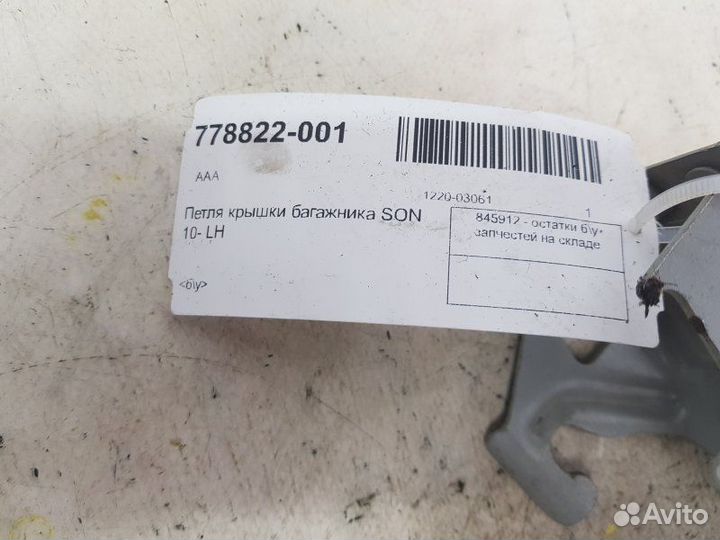 778822-001
AAA
1220-03061
1
Петля крышки багажника SON
10- LH
845912 - остатки б\у
запчестей на складе
<б\у>
Avito